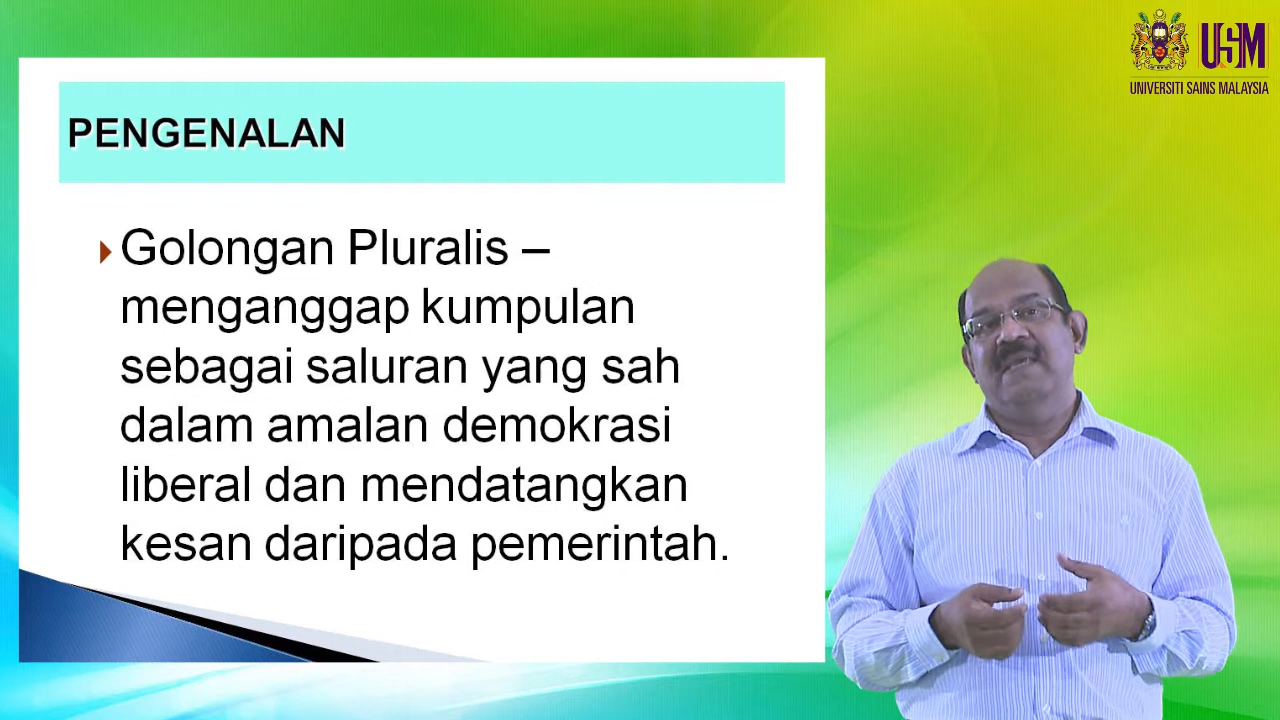 USM
UNIVERSITI SAINS MALAYSIA
PENGENALAN
Golongan Pluralis –
menganggap kumpulan
sebagai saluran yang sah
dalam amalan demokrasi
liberal dan mendatangkan
kesan daripada pemerintah.